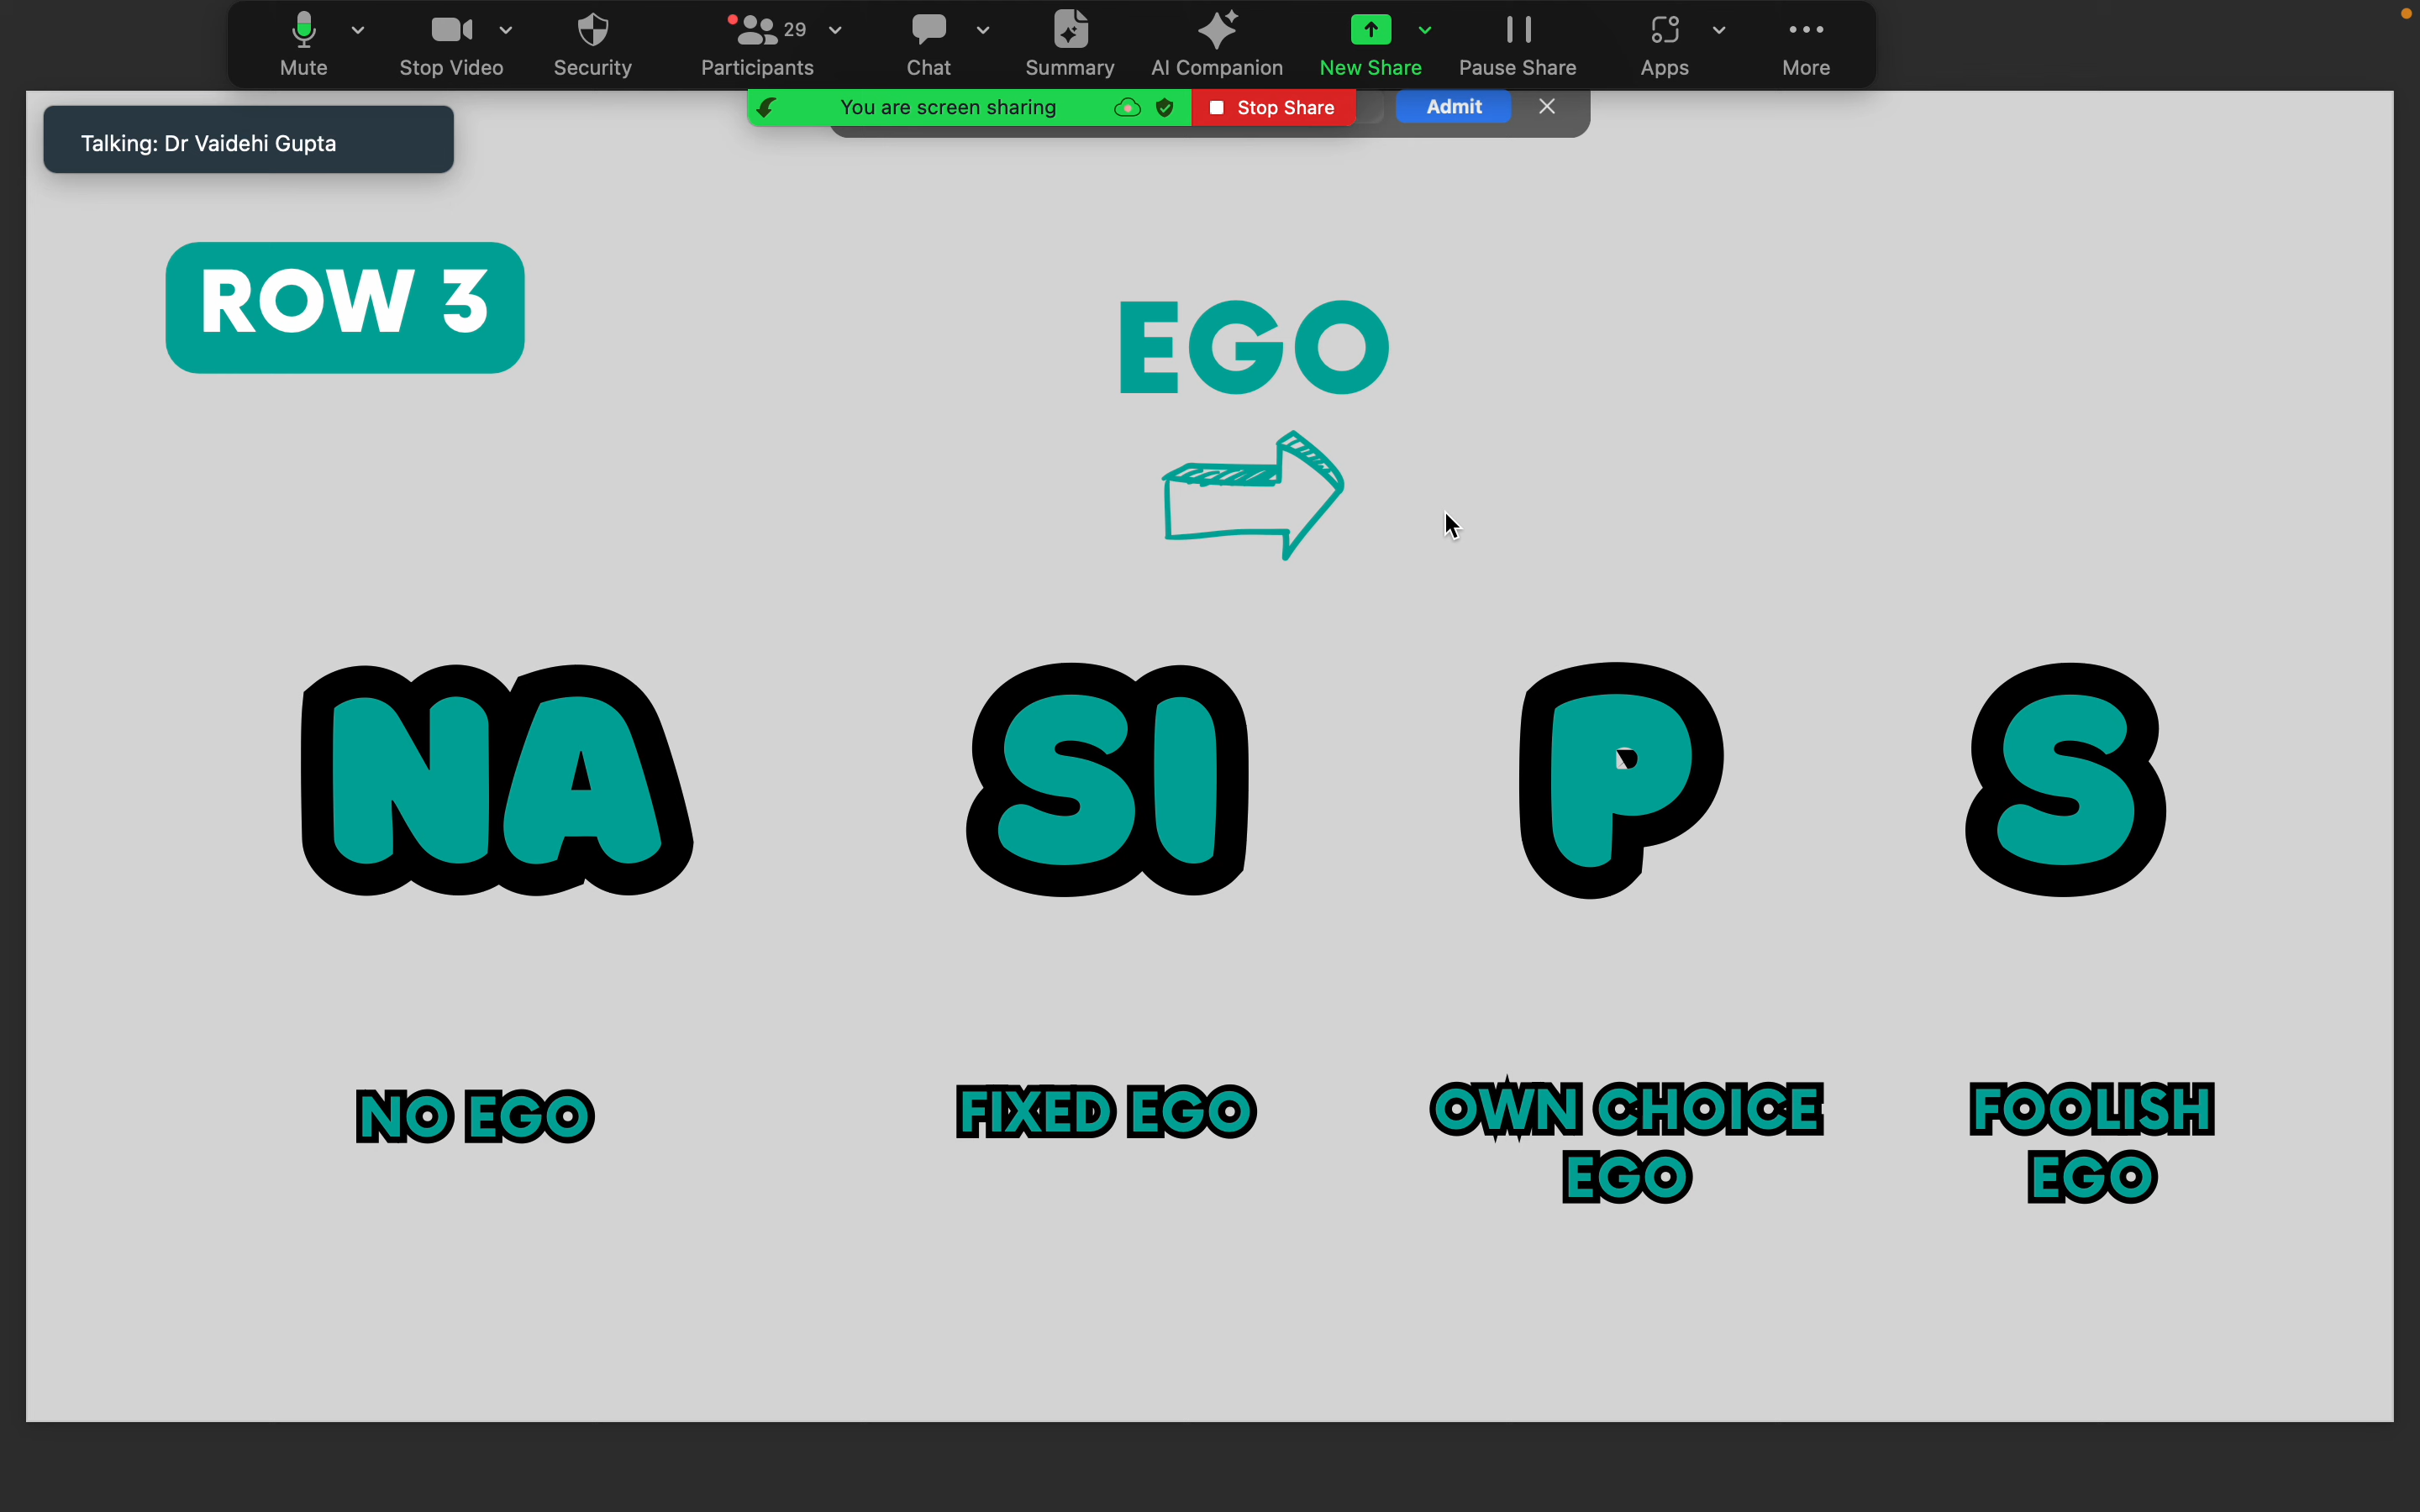 Mute
Stop Video
Security
29
Participants
Chat
Summary
AI Companion
New Share
Pause Share
Apps
More
You are screen sharing
Stop Share
Admit
Talking: Dr Vaidehi Gupta
ROW 3
EGO
NA SI P S
NO EGO FIXED EGO OWN CHOICE FOOLISH
EGO EGO